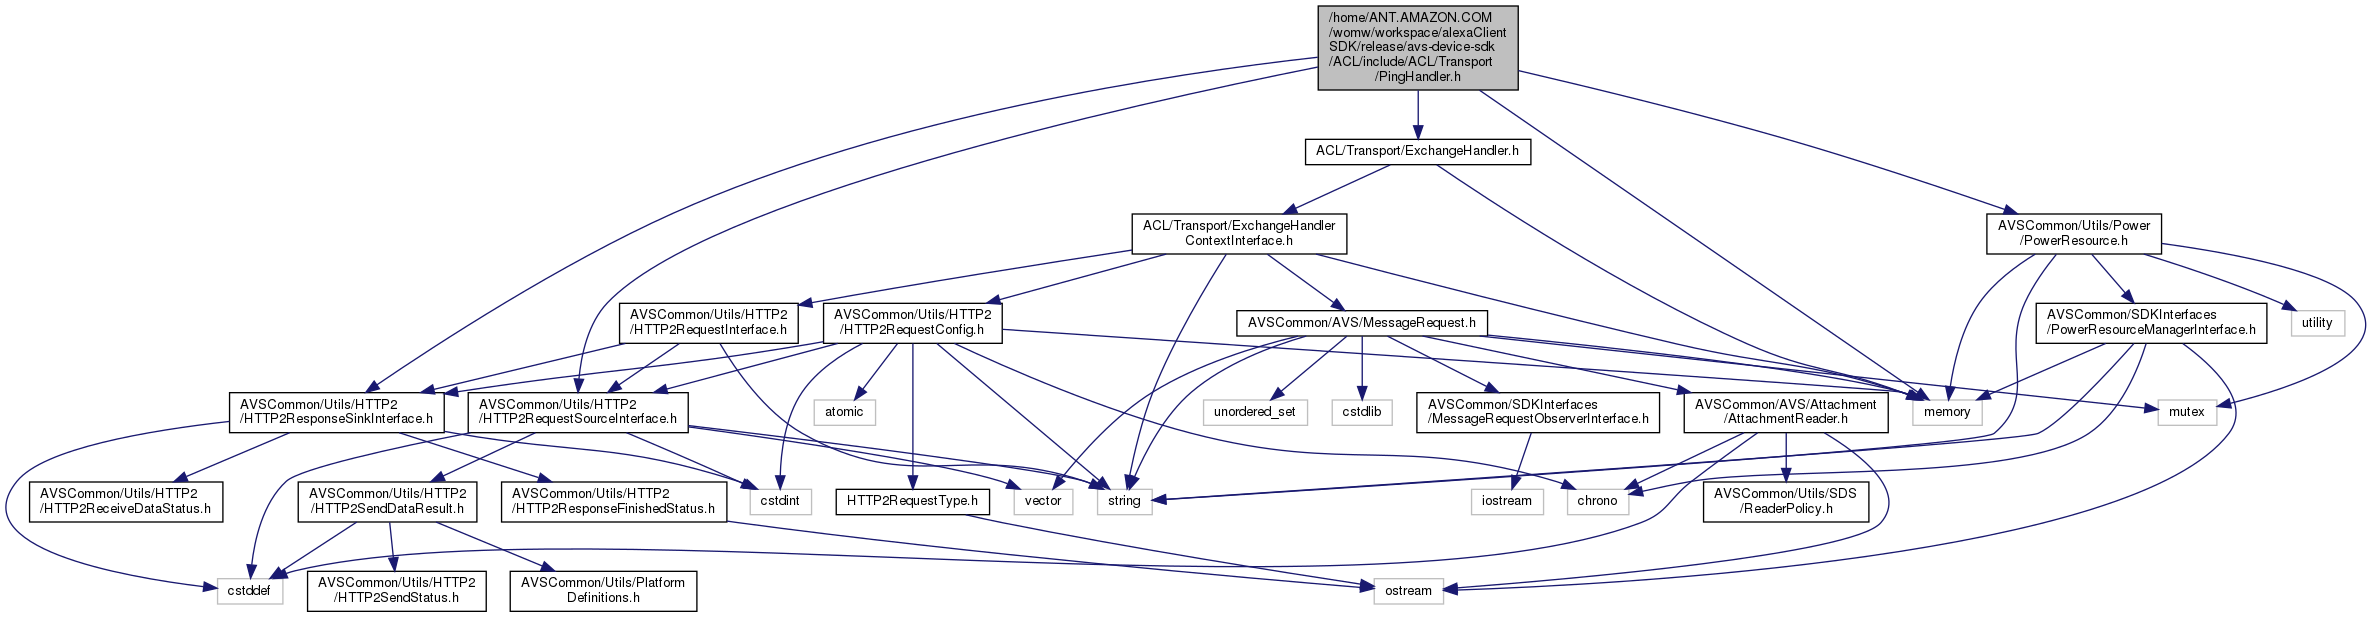 /home/ANT.AMAZON.COM
/womw/workspace/alexaClient
SDK/release/avs-device-sdk
/ACL/include/ACL/Transport
/PingHandler.h
ACL/Transport/ExchangeHandler.h
ACL/Transport/ExchangeHandler
ContextInterface.h
AVSCommon/Utils/Power
/PowerResource.h
AVSCommon/Utils/HTTP2
/HTTP2RequestInterface.h
AVSCommon/Utils/HTTP2
/HTTP2RequestConfig.h
AVSCommon/AVS/MessageRequest.h
AVSCommon/SDKInterfaces
/PowerResourceManagerInterface.h
utility
AVSCommon/Utils/HTTP2
/HTTP2ResponseSinkInterface.h
AVSCommon/Utils/HTTP2
/HTTP2RequestSourceInterface.h
atomic
unordered_set
cstdlib
AVSCommon/SDKInterfaces
/MessageRequestObserverInterface.h
AVSCommon/AVS/Attachment
/AttachmentReader.h
memory
mutex
AVSCommon/Utils/HTTP2
/HTTP2ReceiveDataStatus.h
AVSCommon/Utils/HTTP2
/HTTP2SendDataResult.h
AVSCommon/Utils/HTTP2
/HTTP2ResponseFinishedStatus.h
cstdint
HTTP2RequestType.h
vector
string
iostream
chrono
AVSCommon/Utils/SDS
/ReaderPolicy.h
cstddef
AVSCommon/Utils/HTTP2
/HTTP2SendStatus.h
AVSCommon/Utils/Platform
Definitions.h
ostream